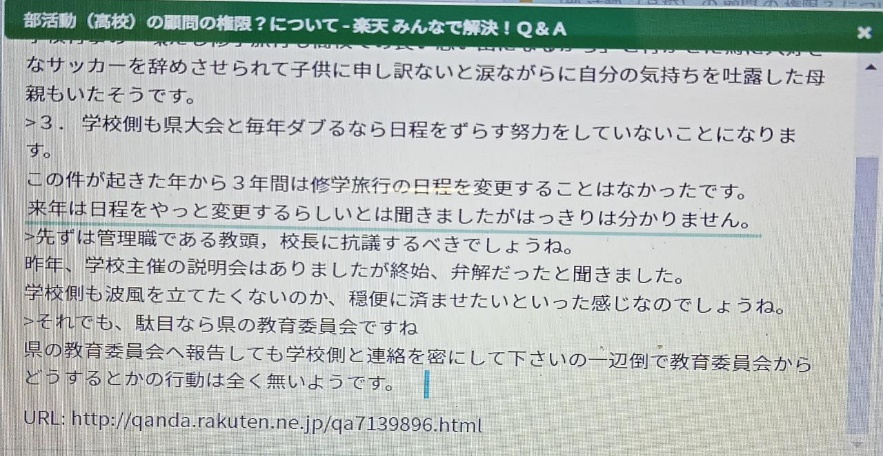 部活動（高校）の顧問の権限？について - 楽天 みんなで解決！Ｑ＆Ａ
なサッカーを辞めさせられて子供に申し訳ないと涙ながらに自分の気持ちを吐露した母
親もいたそうです。
>３． 学校側も県大会と毎年ダブるなら日程をずらす努力をしていないことになりま
す。
この件が起きた年から３年間は修学旅行の日程を変更することはなかったです。
来年は日程をやっと変更するらしいとは聞きましたがはっきりは分かりません。
>先ずは管理職である教頭，校長に抗議するべきでしょうね。
昨年、学校主催の説明会はありましたが終始、弁解だったと聞きました。
学校側も波風を立てたくないのか、穏便に済ませたいといった感じなのでしょうね。
>それでも、駄目なら県の教育委員会ですね
県の教育委員会へ報告しても学校側と連絡を密にして下さいの一辺倒で教育委員会から
どうするとかの行動は全く無いようです。
URL: http://qanda.rakuten.ne.jp/qa7139896.html